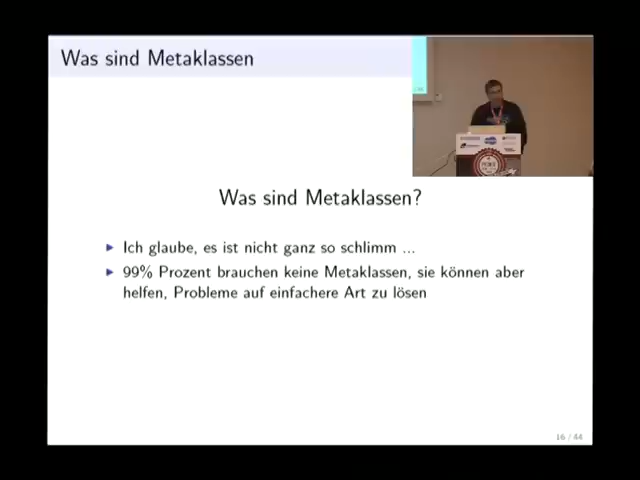 Was sind Metaklassen
Was sind Metaklassen?
Ich glaube, es ist nicht ganz so schlimm ...
99% Prozent brauchen keine Metaklassen, sie können aber
helfen, Probleme auf einfachere Art zu lösen
16 / 44